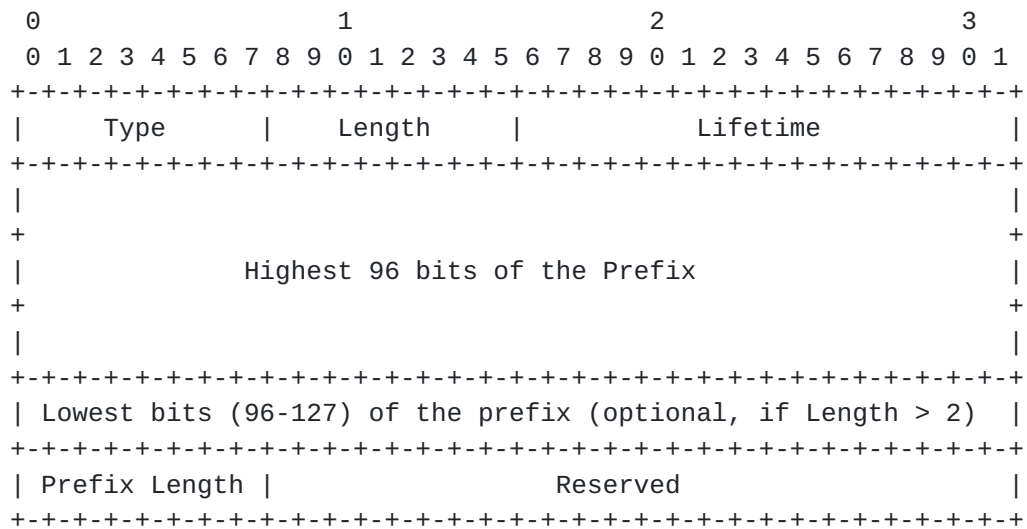 0                   1                   2                   3
 0 1 2 3 4 5 6 7 8 9 0 1 2 3 4 5 6 7 8 9 0 1 2 3 4 5 6 7 8 9 0 1
+-+-+-+-+-+-+-+-+-+-+-+-+-+-+-+-+-+-+-+-+-+-+-+-+-+-+-+-+-+-+-+-+
|     Type      |    Length     |           Lifetime            |
+-+-+-+-+-+-+-+-+-+-+-+-+-+-+-+-+-+-+-+-+-+-+-+-+-+-+-+-+-+-+-+-+
|                                                               |
+                                                               +
|              Highest 96 bits of the Prefix                    |
+                                                               +
|                                                               |
+-+-+-+-+-+-+-+-+-+-+-+-+-+-+-+-+-+-+-+-+-+-+-+-+-+-+-+-+-+-+-+-+
| Lowest bits (96-127) of the prefix (optional, if Length > 2)  |
+-+-+-+-+-+-+-+-+-+-+-+-+-+-+-+-+-+-+-+-+-+-+-+-+-+-+-+-+-+-+-+-+
| Prefix Length |                  Reserved                     |
+-+-+-+-+-+-+-+-+-+-+-+-+-+-+-+-+-+-+-+-+-+-+-+-+-+-+-+-+-+-+-+-+